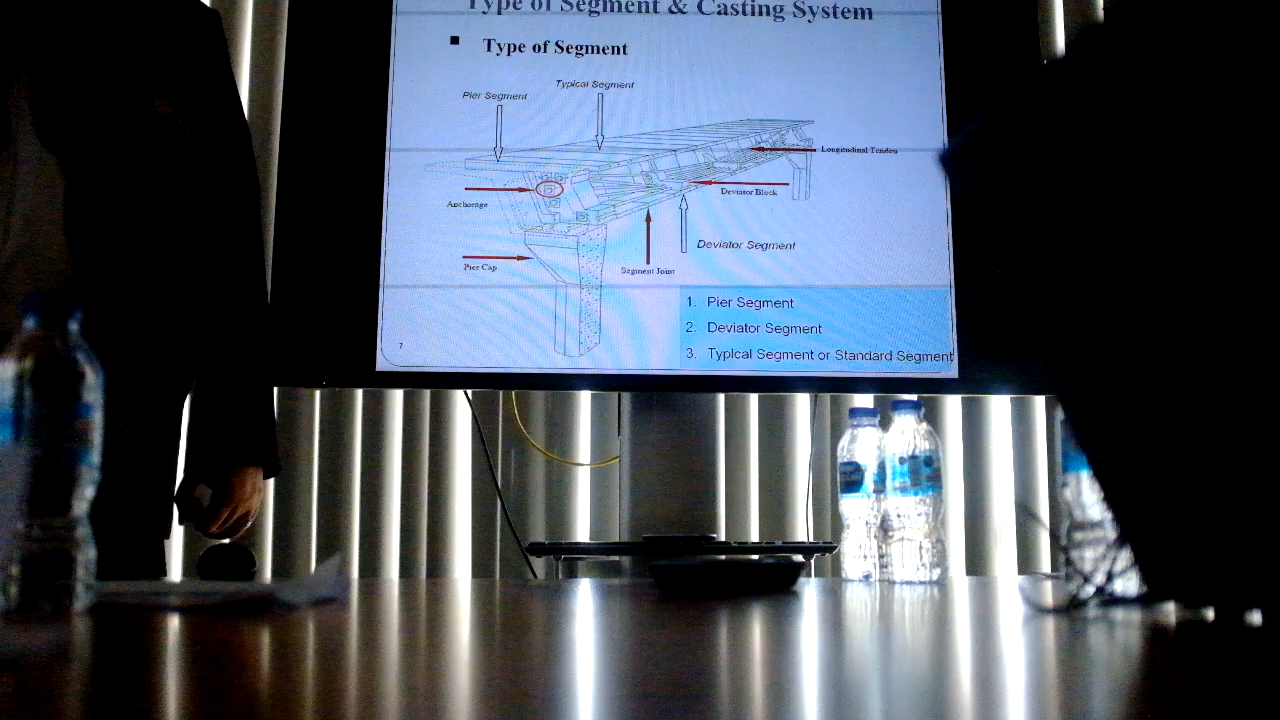 Type of Segment & Casting System
■ Type of Segment
Typical Segment
Pier Segment
Longitudinal Tendon
Deviator Block
Anchorage
Deviator Segment
Pier Cap
Segment Joint
1. Pier Segment
2. Deviator Segment
3. Typical Segment or Standard Segment
7